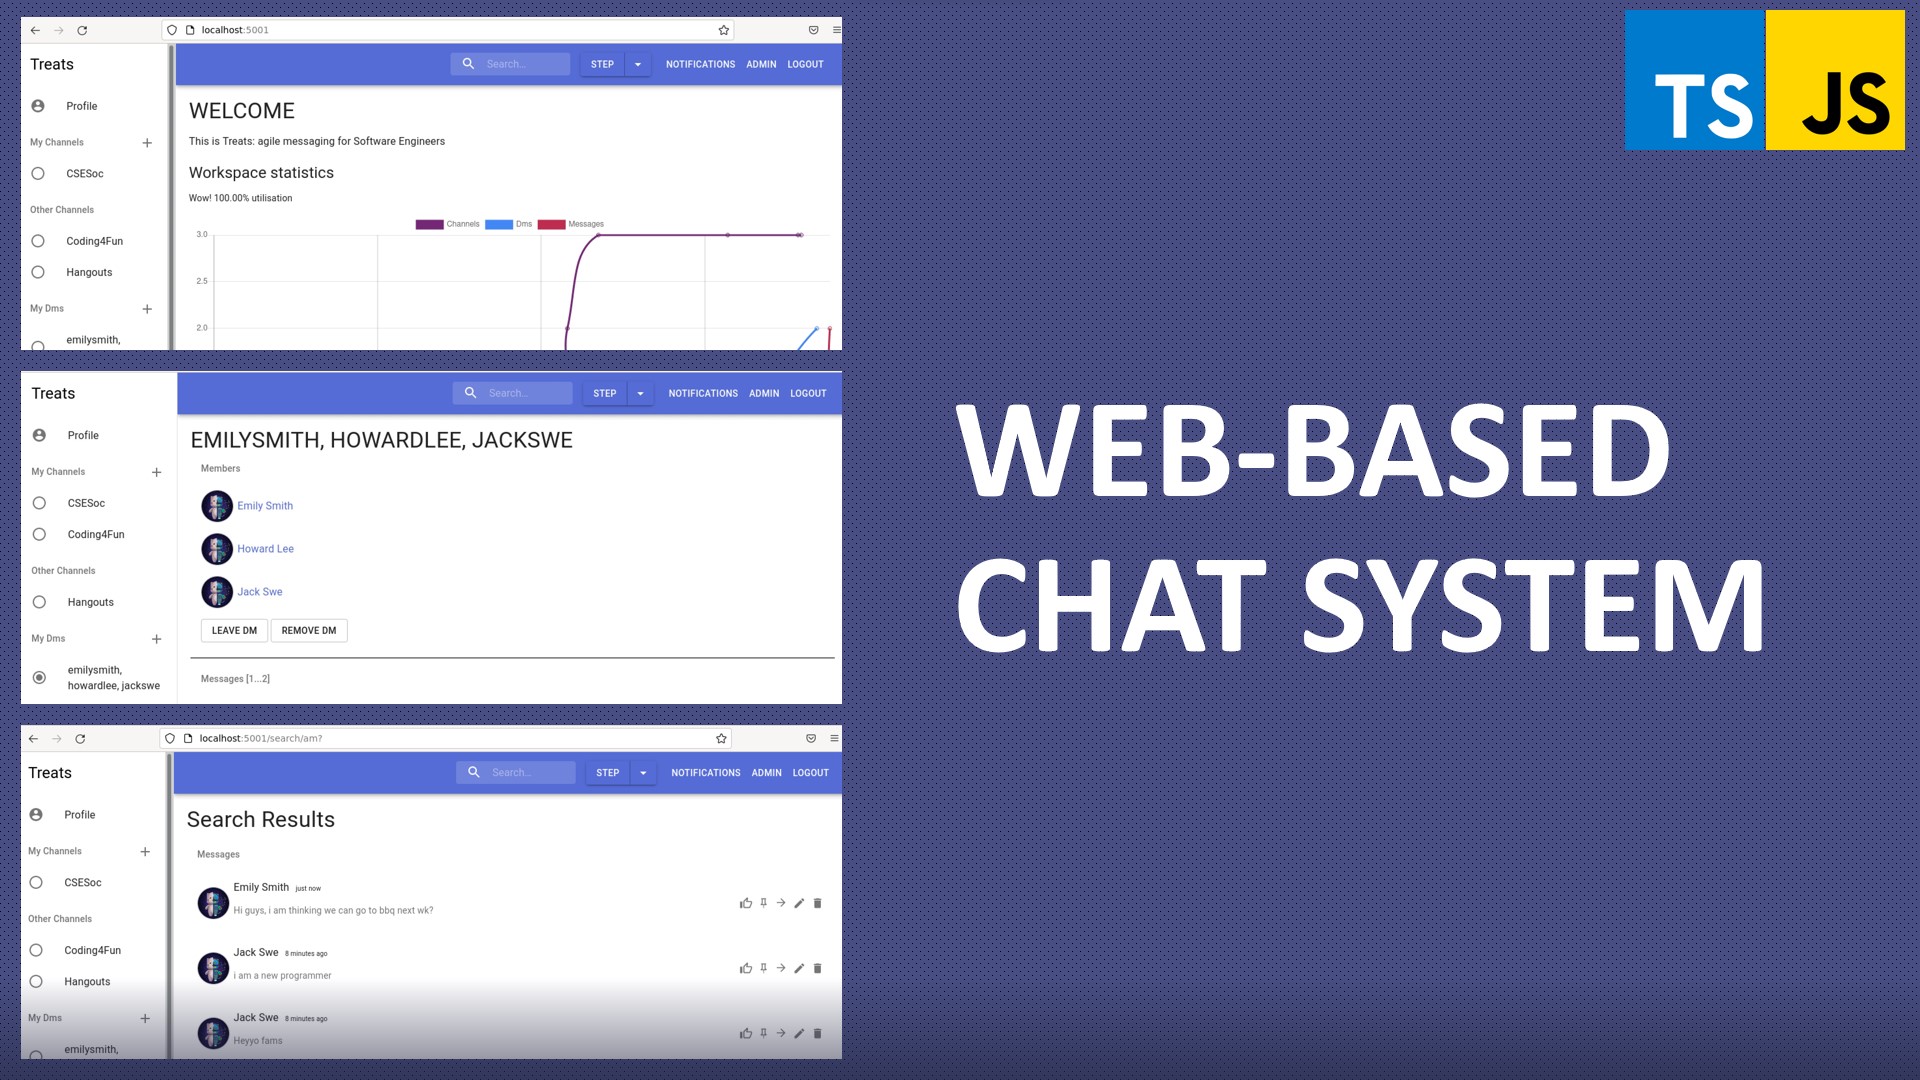 localhost:5001
Treats
Search...
STEP
NOTIFICATIONS
ADMIN
LOGOUT
Profile
My Channels
CSESoc
Other Channels
Coding4Fun
Hangouts
My Dms
emilysmith,
WELCOME
This is Treats: agile messaging for Software Engineers
Workspace statistics
Wow! 100.00% utilisation
Channels
Dms
Messages
3.0
2.5
2.0
Treats
Search...
STEP
NOTIFICATIONS
ADMIN
LOGOUT
Profile
My Channels
CSESoc
Coding4Fun
Other Channels
Hangouts
My Dms
emilysmith,
howardlee, jackswe
EMILYSMITH, HOWARDLEE, JACKSWE
Members
Emily Smith
Howard Lee
Jack Swe
LEAVE DM
REMOVE DM
Messages [1...2]
localhost:5001/search/am?
Treats
Search...
STEP
NOTIFICATIONS
ADMIN
LOGOUT
Profile
My Channels
CSESoc
Other Channels
Coding4Fun
Hangouts
My Dms
emilysmith,
Search Results
Messages
Emily Smith just now
Hi guys, i am thinking we can go to bbq next wk?
Jack Swe 8 minutes ago
i am a new programmer
Jack Swe 8 minutes ago
Heyyo fams
TS
JS
WEB-BASED
CHAT SYSTEM